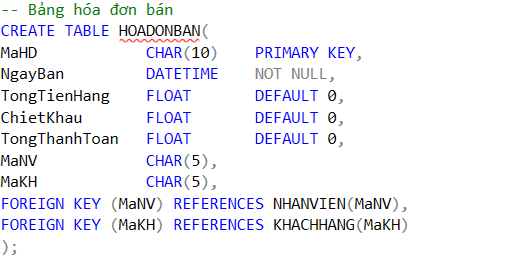 -- Bảng hóa đơn bán
CREATE TABLE HOADONBAN(
MaHD CHAR(10) PRIMARY KEY,
NgayBan DATETIME NOT NULL,
TongTienHang FLOAT DEFAULT 0,
ChietKhau FLOAT DEFAULT 0,
TongThanhToan FLOAT DEFAULT 0,
MaNV CHAR(5),
MaKH CHAR(5),
FOREIGN KEY (MaNV) REFERENCES NHANVIEN(MaNV),
FOREIGN KEY (MaKH) REFERENCES KHACHHANG(MaKH)
);